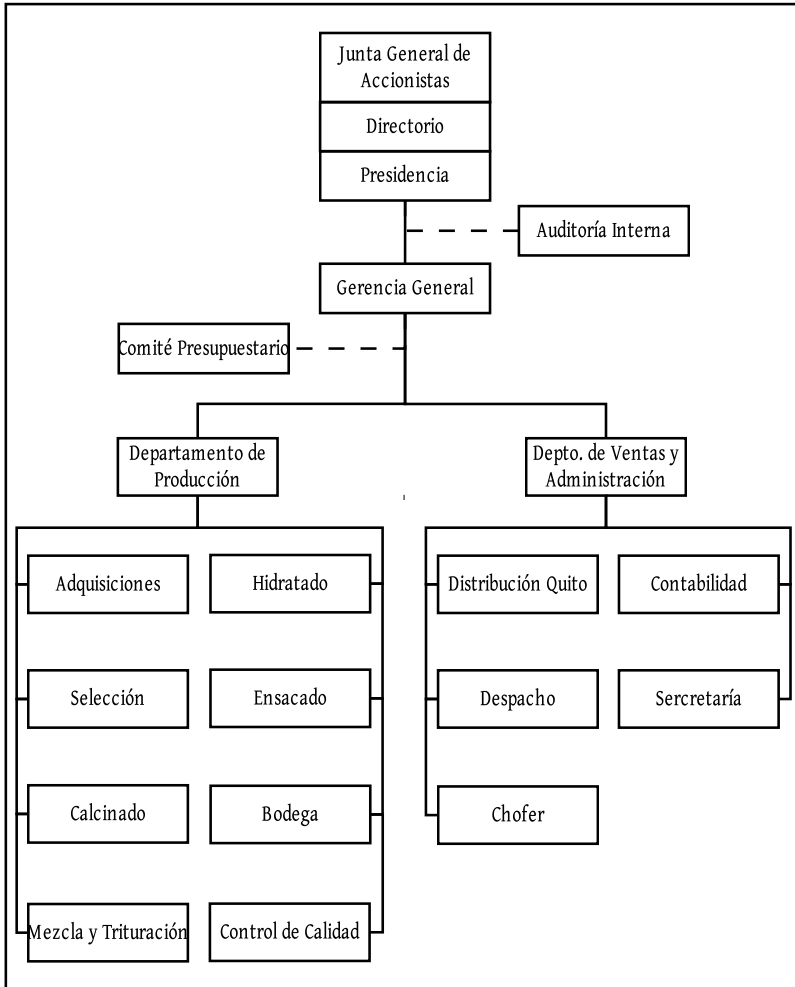 Junta General de
Accionistas
Directorio
Presidencia
Auditoría Interna
Gerencia General
Comité Presupuestario
Departamento de
Producción
Depto. de Ventas y
Administración
Adquisiciones
Hidratado
Distribución Quito
Contabilidad
Selección
Ensacado
Despacho
Sercretaría
Calcinado
Bodega
Chofer
Mezcla y Trituración
Control de Calidad